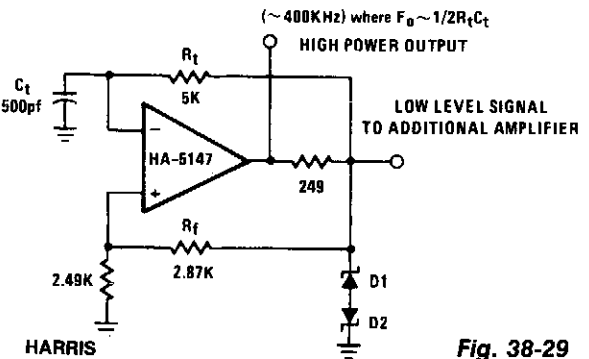 (~400KHz) where Fo~1/2RtCt
HIGH POWER OUTPUT
Rt
5K
Ct
500pf
LOW LEVEL SIGNAL
TO ADDITIONAL AMPLIFIER
−
HA-5147
+
249
Rf
2.87K
2.49K
D1
D2
HARRIS
Fig. 38-29